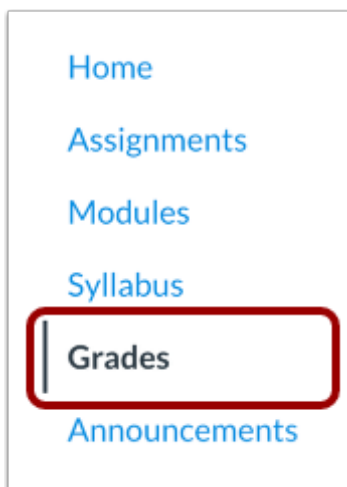 Home
Assignments
Modules
Syllabus
Grades
Announcements